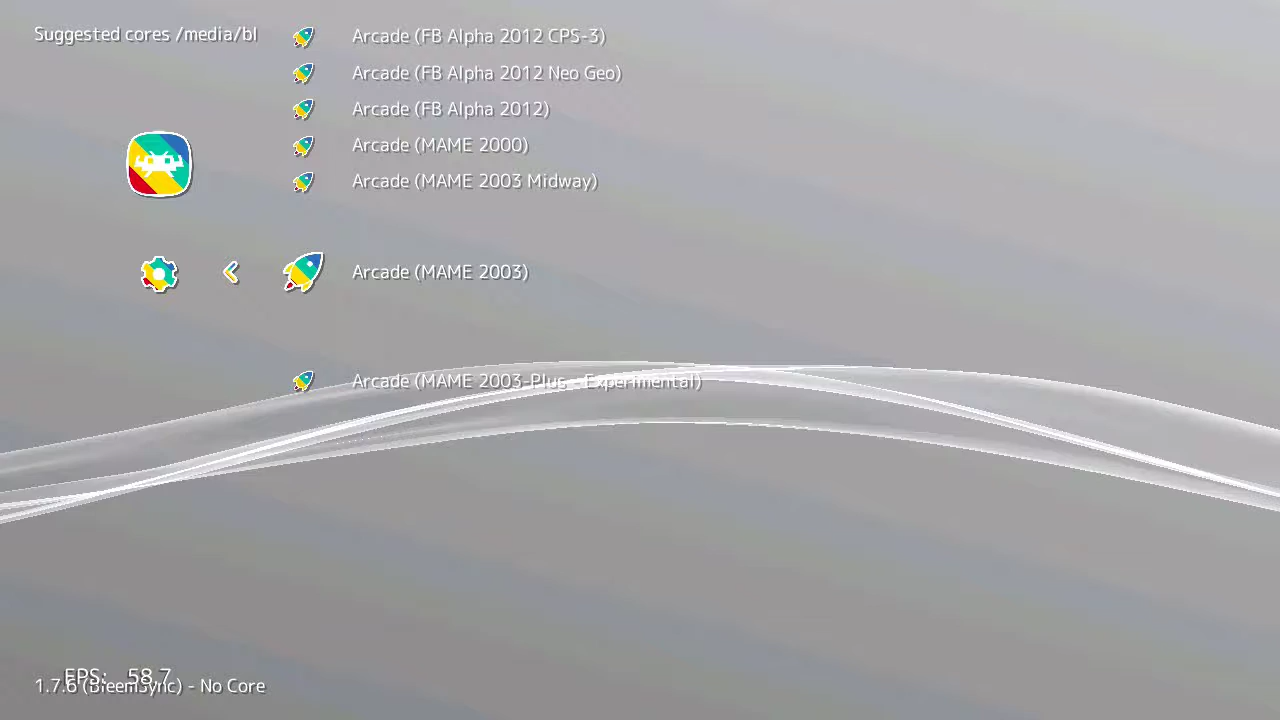 Suggested cores /media/bl
Arcade (FB Alpha 2012 CPS-3)
Arcade (FB Alpha 2012 Neo Geo)
Arcade (FB Alpha 2012)
Arcade (MAME 2000)
Arcade (MAME 2003 Midway)
Arcade (MAME 2003)
Arcade (MAME 2003-Plus - Experimental)
FPS: 58.7
1.7.6 (BleemSync) - No Core